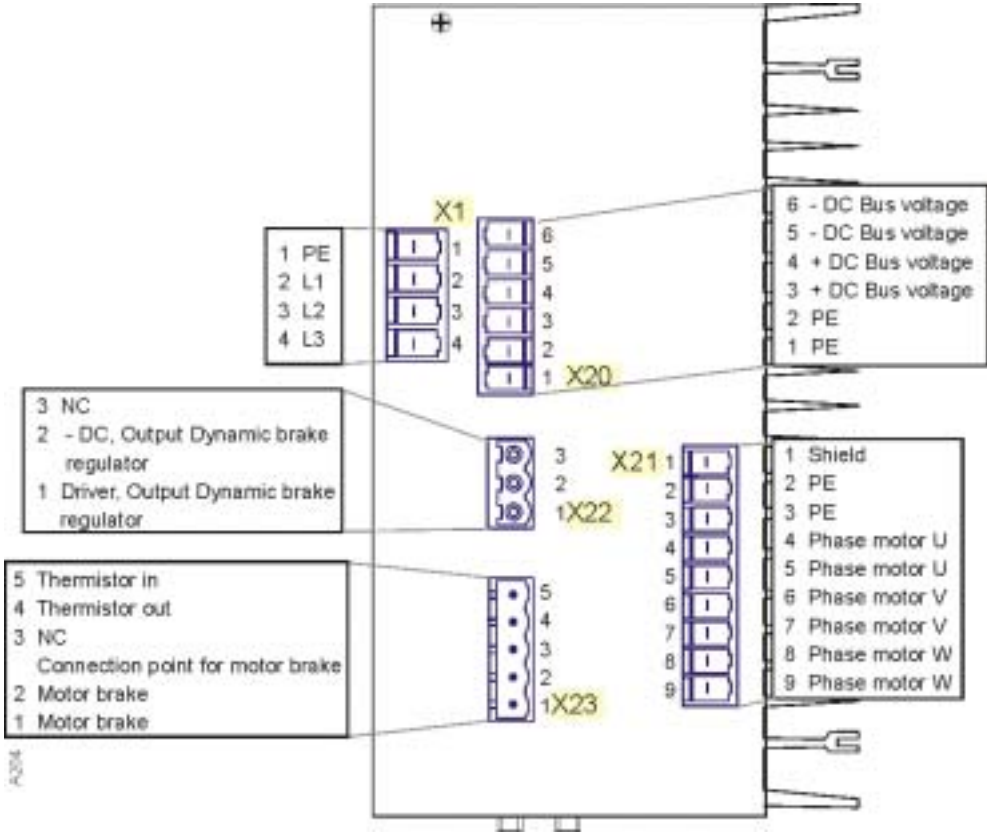 X1
1 PE
2 L1
3 L2
4 L3
1
2
3
4
6
5
4
3
2
1 X20
6 - DC Bus voltage
5 - DC Bus voltage
4 + DC Bus voltage
3 + DC Bus voltage
2 PE
1 PE
3 NC
2 - DC, Output Dynamic brake
regulator
1 Driver, Output Dynamic brake
regulator
3
2
1 X22
X21 1
2
3
4
5
6
7
8
9
1 Shield
2 PE
3 PE
4 Phase motor U
5 Phase motor U
6 Phase motor V
7 Phase motor V
8 Phase motor W
9 Phase motor W
5 Thermistor in
4 Thermistor out
3 NC
Connection point for motor brake
2 Motor brake
1 Motor brake
5
4
3
2
1 X23
A204